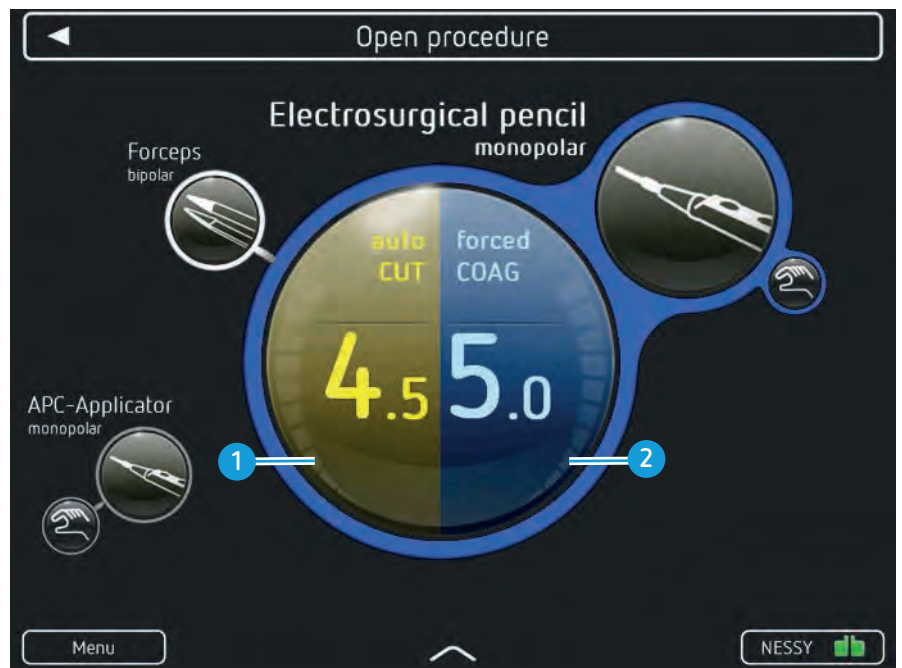 Open procedure
Electrosurgical pencil
monopolar
Forceps
bipolar
auto
CUT
forced
COAG
4.5
5.0
APC-Applicator
monopolar
1
2
Menu
NESSY